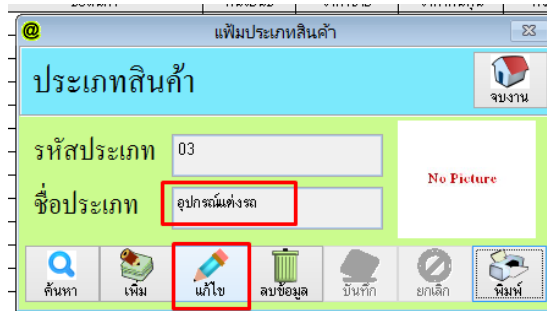 แฟ้มประเภทสินค้า
ประเภทสินค้า
จบงาน
รหัสประเภท 03
No Picture
ชื่อประเภท อุปกรณ์แต่งรถ
ค้นหา เพิ่ม แก้ไข ลบข้อมูล บันทึก ยกเลิก พิมพ์